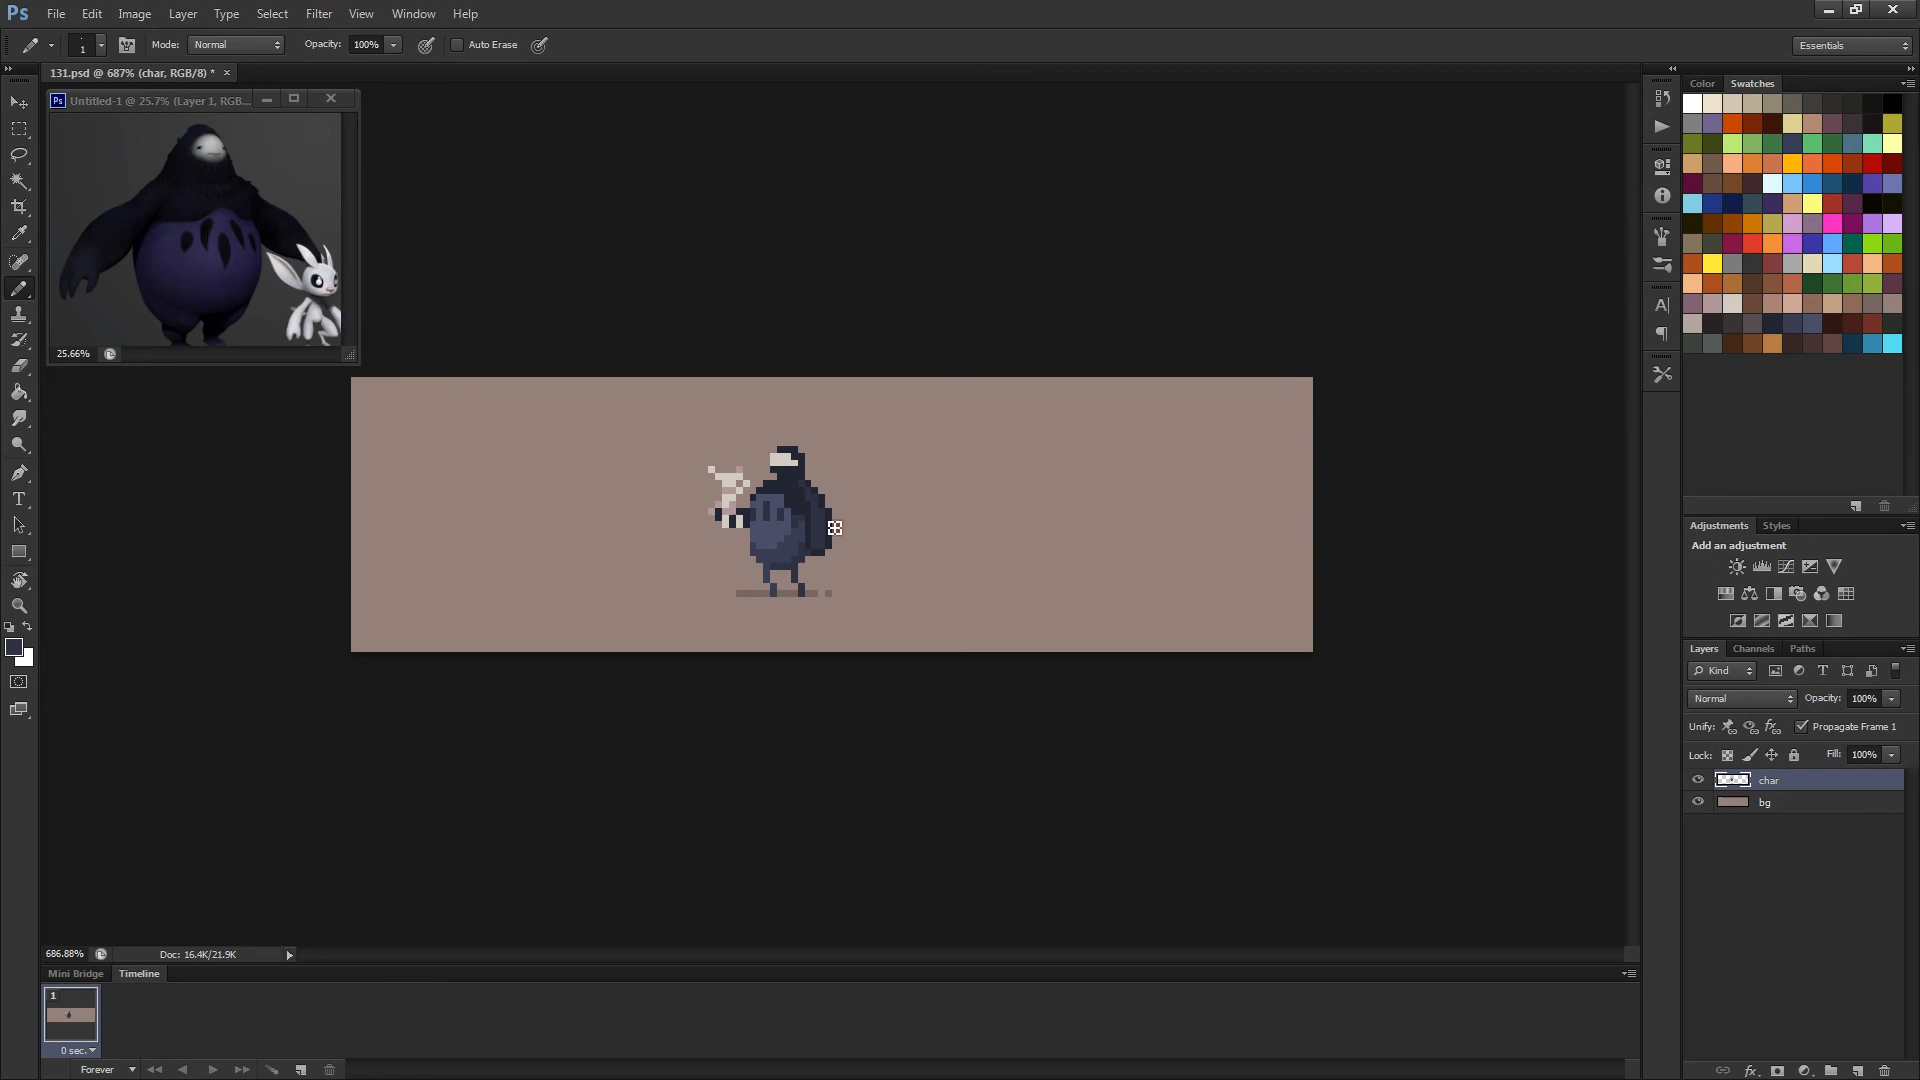 Ps File Edit Image Layer Type Select Filter View Window Help
1 Mode: Normal Opacity: 100% Auto Erase Essentials
131.psd @ 687% (char, RGB/8) * ×
Ps Untitled-1 @ 25.7% (Layer 1, RGB...
25.66%
Color Swatches
Adjustments Styles
Add an adjustment
Layers Channels Paths
Kind
Normal Opacity: 100%
Unify: Propagate Frame 1
Lock: Fill: 100%
char
bg
686.88% Doc: 16.4K/21.9K
Mini Bridge Timeline
1
0 sec.
Forever